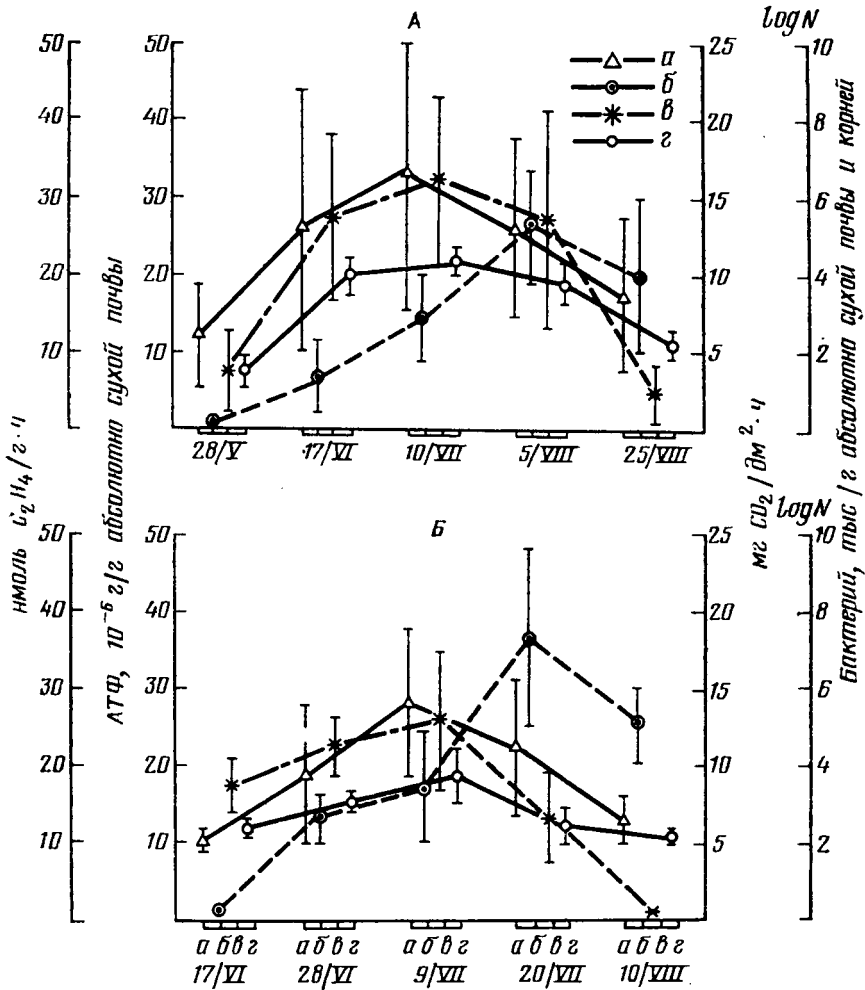 А
log N
50
40
30
20
10
50
40
30
20
10
25
20
15
10
5
10
8
6
4
2
а
б
в
г
28/V
17/VI
10/VII
5/VIII
25/VIII
нмоль C₂H₄/г·ч
АТФ, 10⁻⁶ г/г абсолютно сухой почвы
мг CO₂/дм²·ч
Бактерий, тыс/г абсолютно сухой почвы и корней
Б
log N
50
40
30
20
10
50
40
30
20
10
25
20
15
10
5
10
8
6
4
2
а б в г
а б в г
а б в г
а б в г
а б в г
17/VI
28/VI
9/VII
20/VII
10/VIII